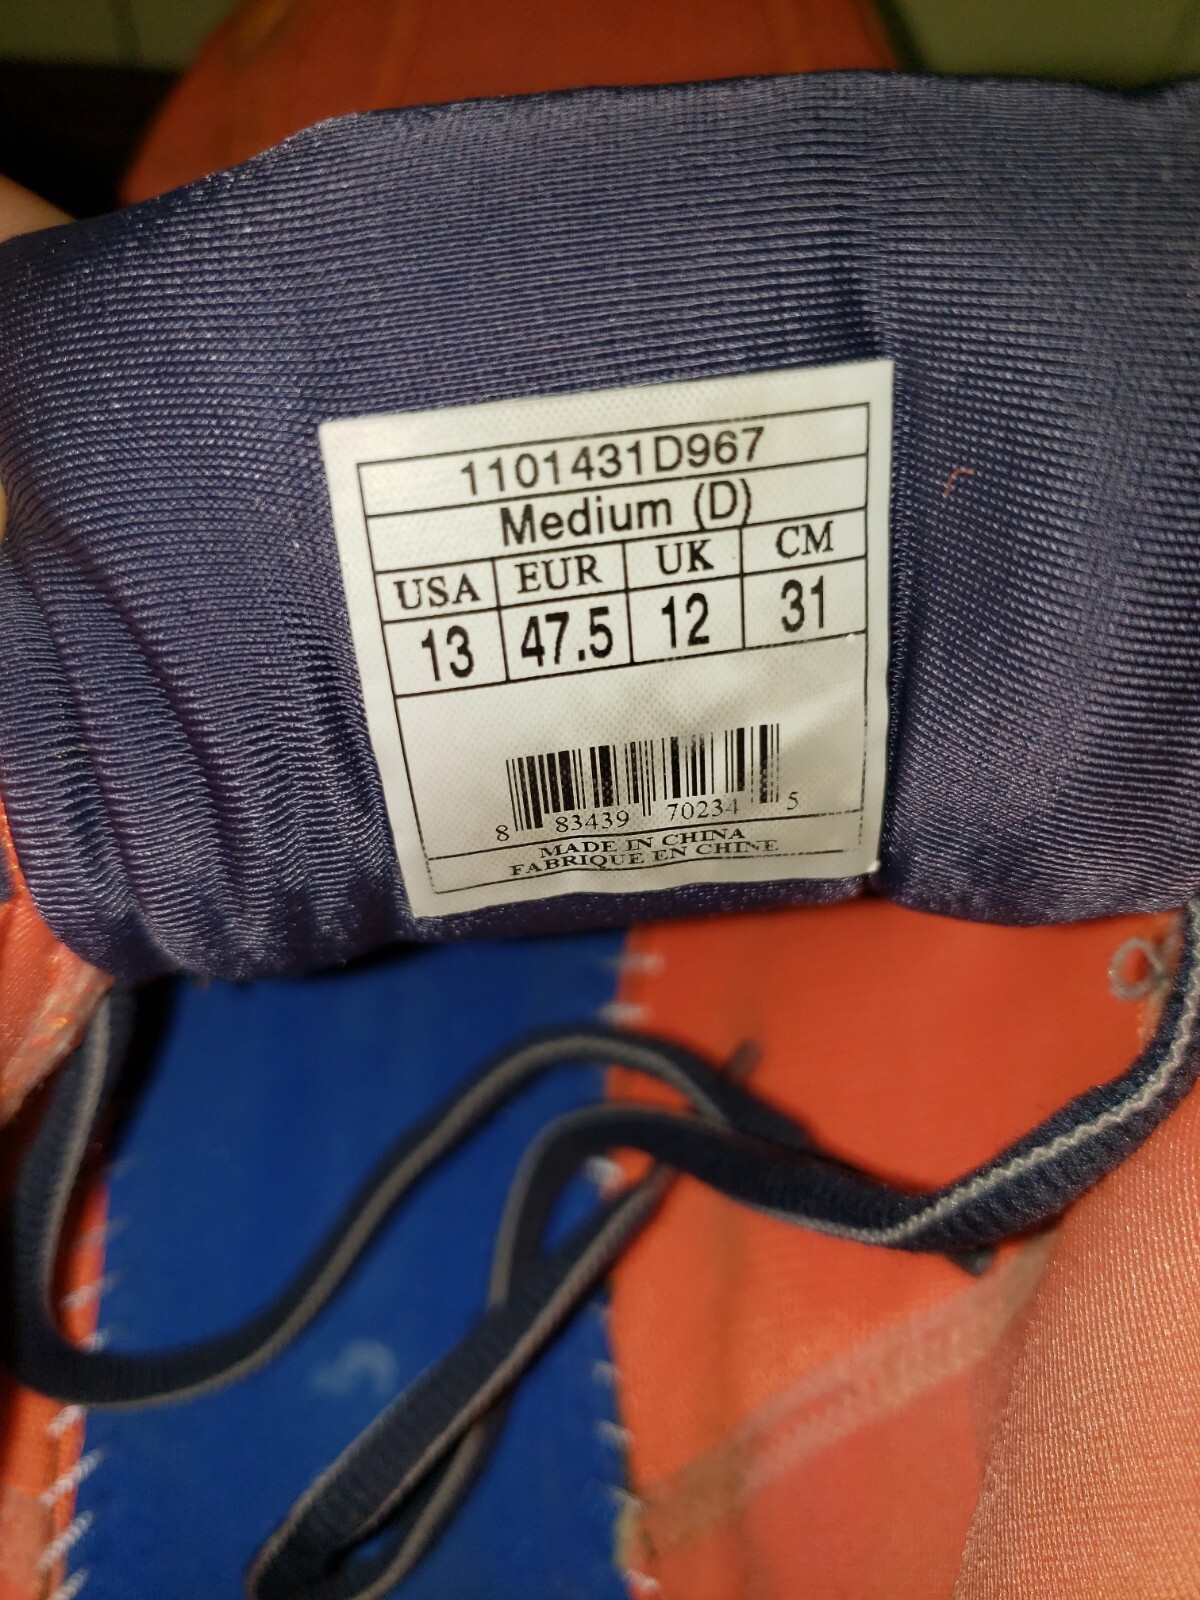 1101431D967
Medium (D)
USA EUR UK CM
13 47.5 12 31
8 83439 70234 5
MADE IN CHINA
FABRIQUE EN CHINE